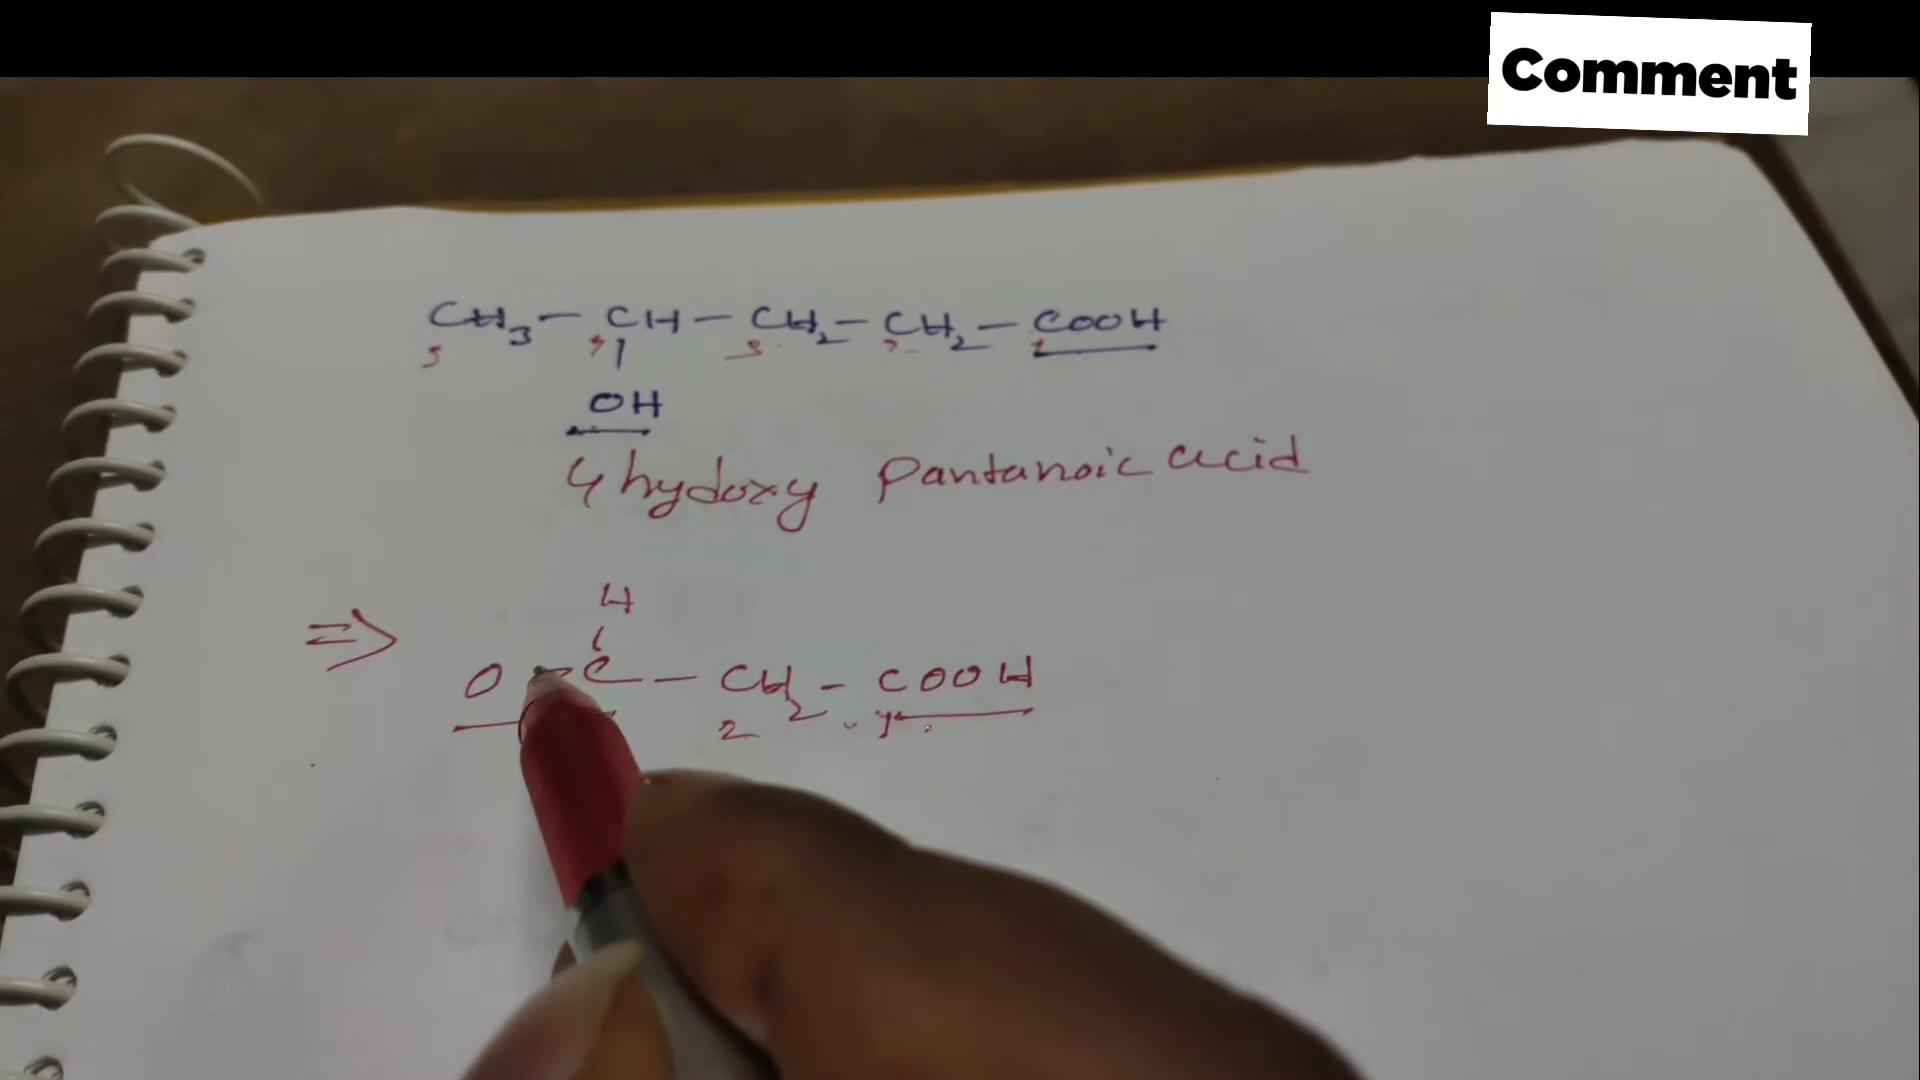 Comment
CH3 - CH - CH2 - CH2 - COOH
5 4 3 2 1
OH
4 hydoxy pantanoic acid
H
⇒ O = C - CH2 - COOH
2 1